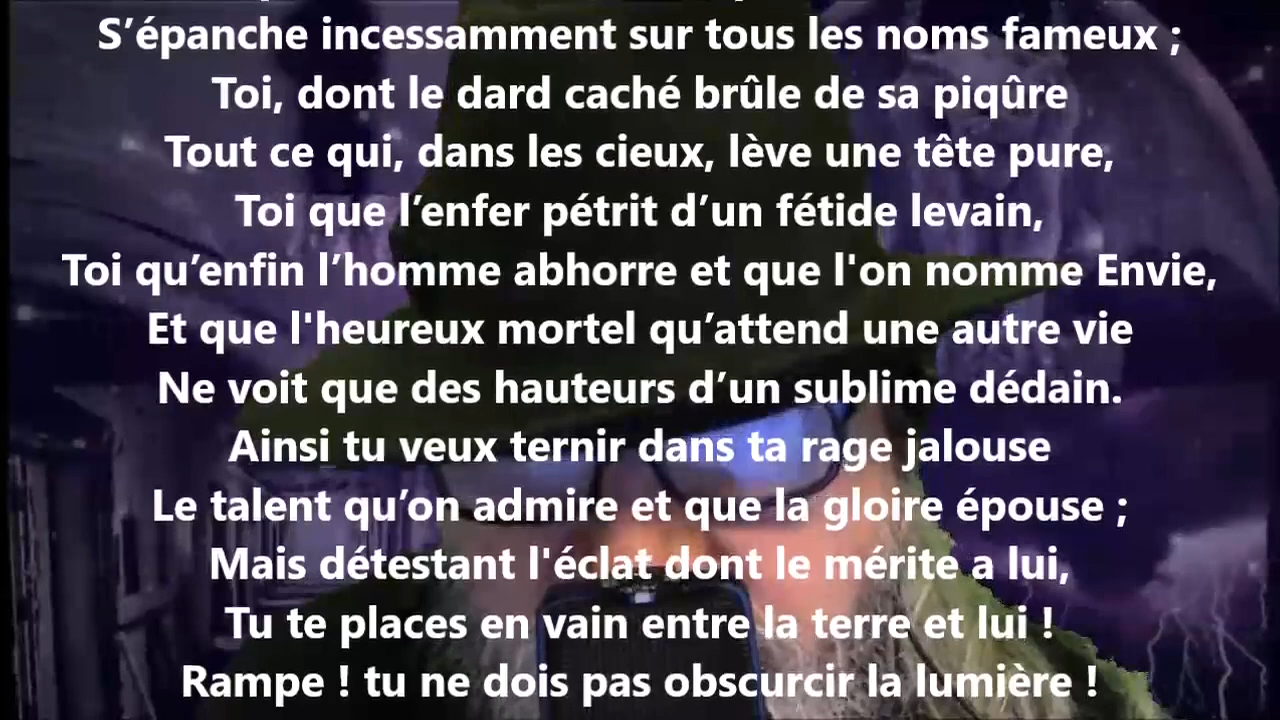 S’épanche incessamment sur tous les noms fameux ;
Toi, dont le dard caché brûle de sa piqûre
Tout ce qui, dans les cieux, lève une tête pure,
Toi que l’enfer pétrit d’un fétide levain,
Toi qu’enfin l’homme abhorre et que l'on nomme Envie,
Et que l'heureux mortel qu’attend une autre vie
Ne voit que des hauteurs d’un sublime dédain.
Ainsi tu veux ternir dans ta rage jalouse
Le talent qu’on admire et que la gloire épouse ;
Mais détestant l'éclat dont le mérite a lui,
Tu te places en vain entre la terre et lui !
Rampe ! tu ne dois pas obscurcir la lumière !